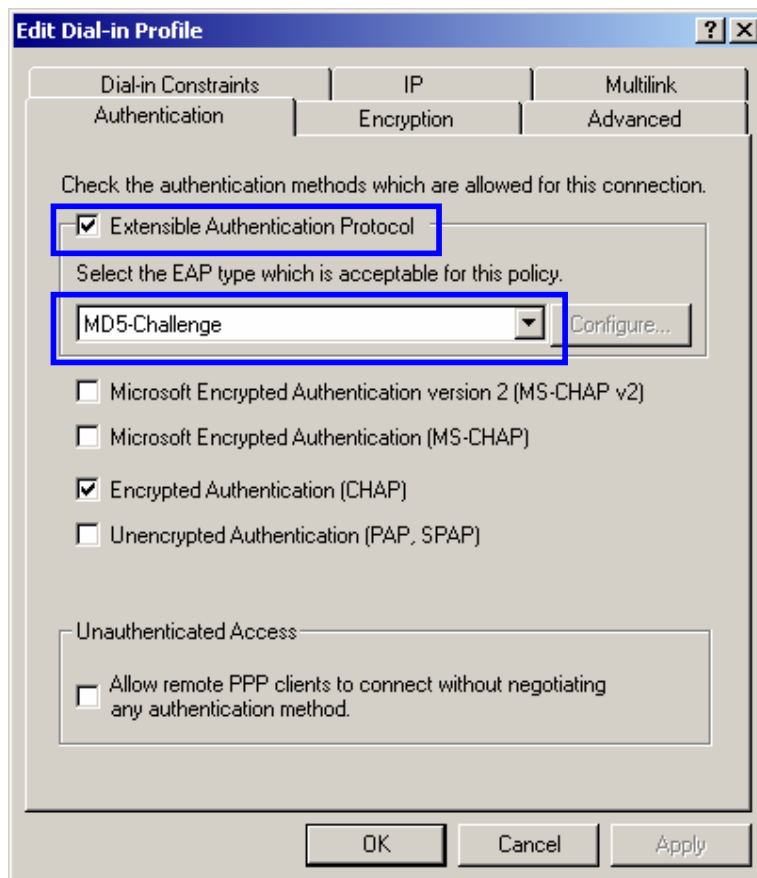 Edit Dial-in Profile
Dial-in Constraints IP Multilink
Authentication Encryption Advanced
Check the authentication methods which are allowed for this connection.
Extensible Authentication Protocol
Select the EAP type which is acceptable for this policy.
MD5-Challenge Configure...
Microsoft Encrypted Authentication version 2 (MS-CHAP v2)
Microsoft Encrypted Authentication (MS-CHAP)
Encrypted Authentication (CHAP)
Unencrypted Authentication (PAP, SPAP)
Unauthenticated Access
Allow remote PPP clients to connect without negotiating
any authentication method.
OK Cancel Apply